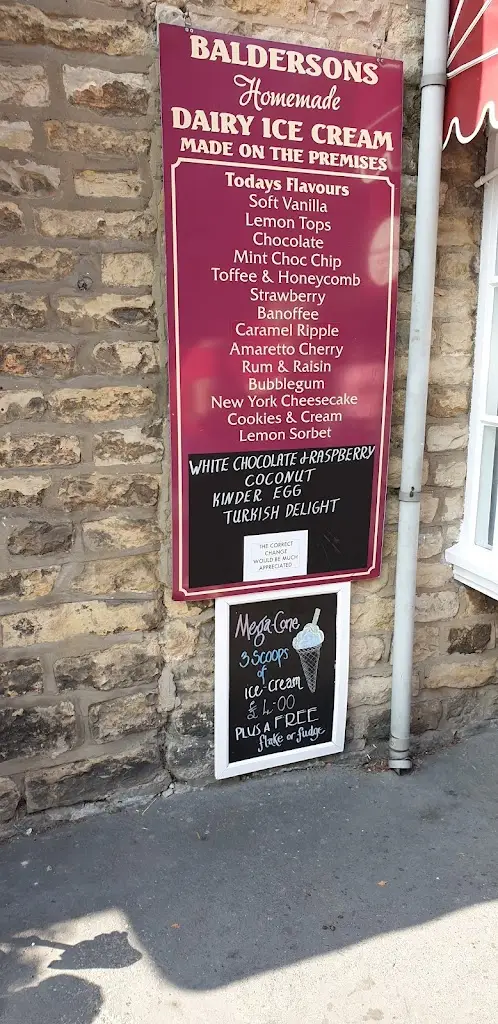 BALDERSONS
Homemade
DAIRY ICE CREAM
MADE ON THE PREMISES
Todays Flavours
Soft Vanilla
Lemon Tops
Chocolate
Mint Choc Chip
Toffee & Honeycomb
Strawberry
Banoffee
Caramel Ripple
Amaretto Cherry
Rum & Raisin
Bubblegum
New York Cheesecake
Cookies & Cream
Lemon Sorbet
WHITE CHOCOLATE & RASPBERRY
COCONUT
KINDER EGG
TURKISH DELIGHT
THE CORRECT
CHANGE
WOULD BE MUCH
APPRECIATED
Mega-Cone
3 Scoops
of
ice-cream
£4.00
PLUS A FREE
flake or fudge